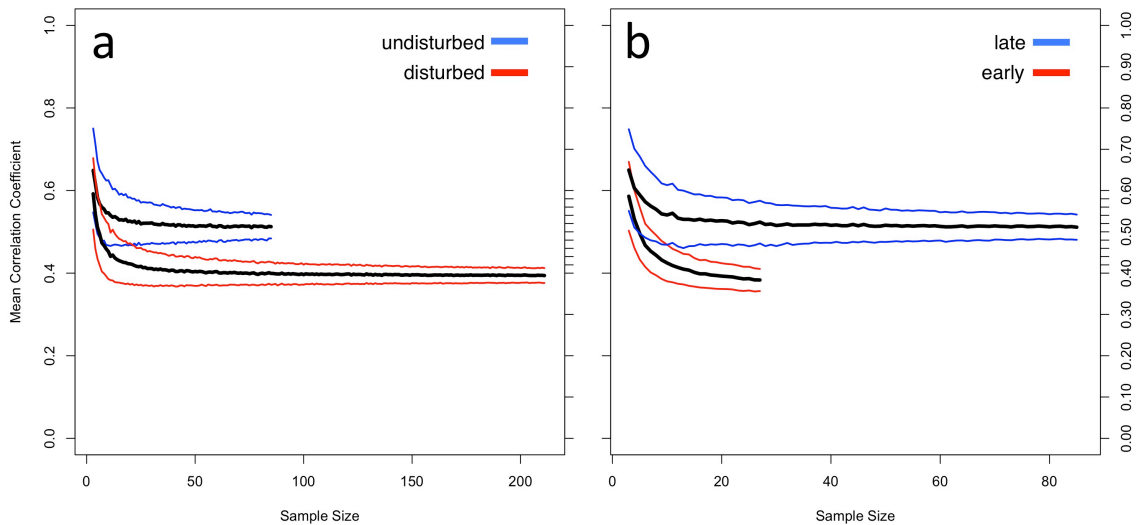 a
undisturbed
disturbed
Mean Correlation Coefficient
1.0
0.8
0.6
0.4
0.2
0.0
0 50 100 150 200
Sample Size
b
late
early
1.00
0.90
0.80
0.70
0.60
0.50
0.40
0.30
0.20
0.10
0.00
0 20 40 60 80
Sample Size